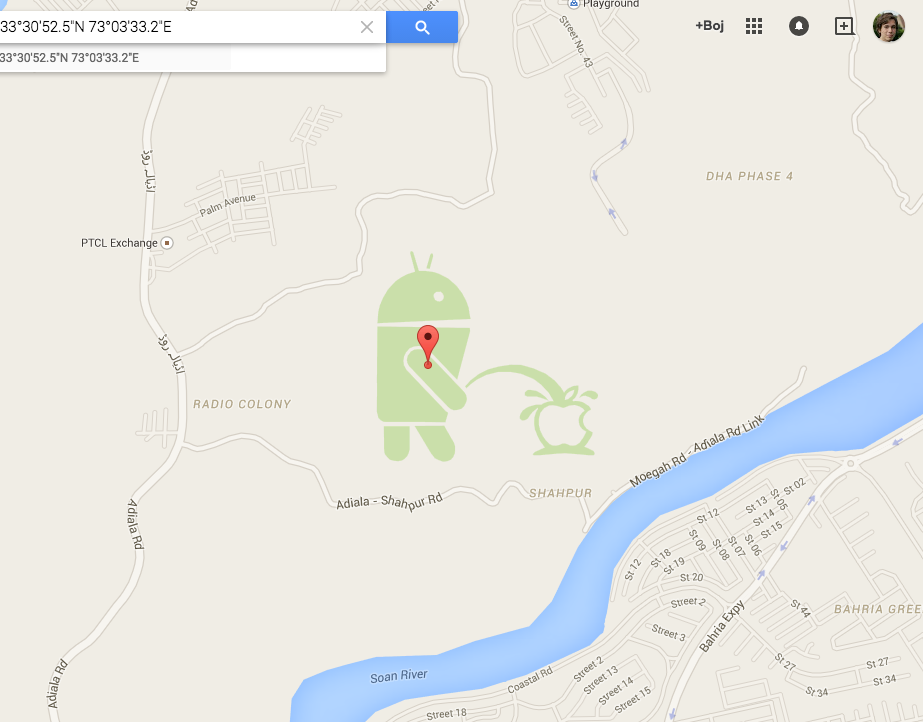 Playground
33°30'52.5"N 73°03'33.2"E
+Boj
33°30'52.5"N 73°03'33.2"E
Street No. 43
اڈیالہ روڈ
DHA PHASE 4
Palm Avenue
PTCL Exchange
اڈیالہ روڈ
RADIO COLONY
Moegah Rd - Adiala Rd Link
SHAHPUR
Adiala - Shahpur Rd
St 02
St 13
St 05
St 12
St 14
Adiala Rd
St 15
St 09
St 08
St 07
St 06
St 18
St 19
St 12
St 20
Street 2
St 44
BAHRIA GREE
Street 3
Bahria Expy
Soan River
Street 2
St 27
St 27
Coastal Rd
Street 13
St 34
St 34
Adiala Rd
Street 14
Street 15
Street 18